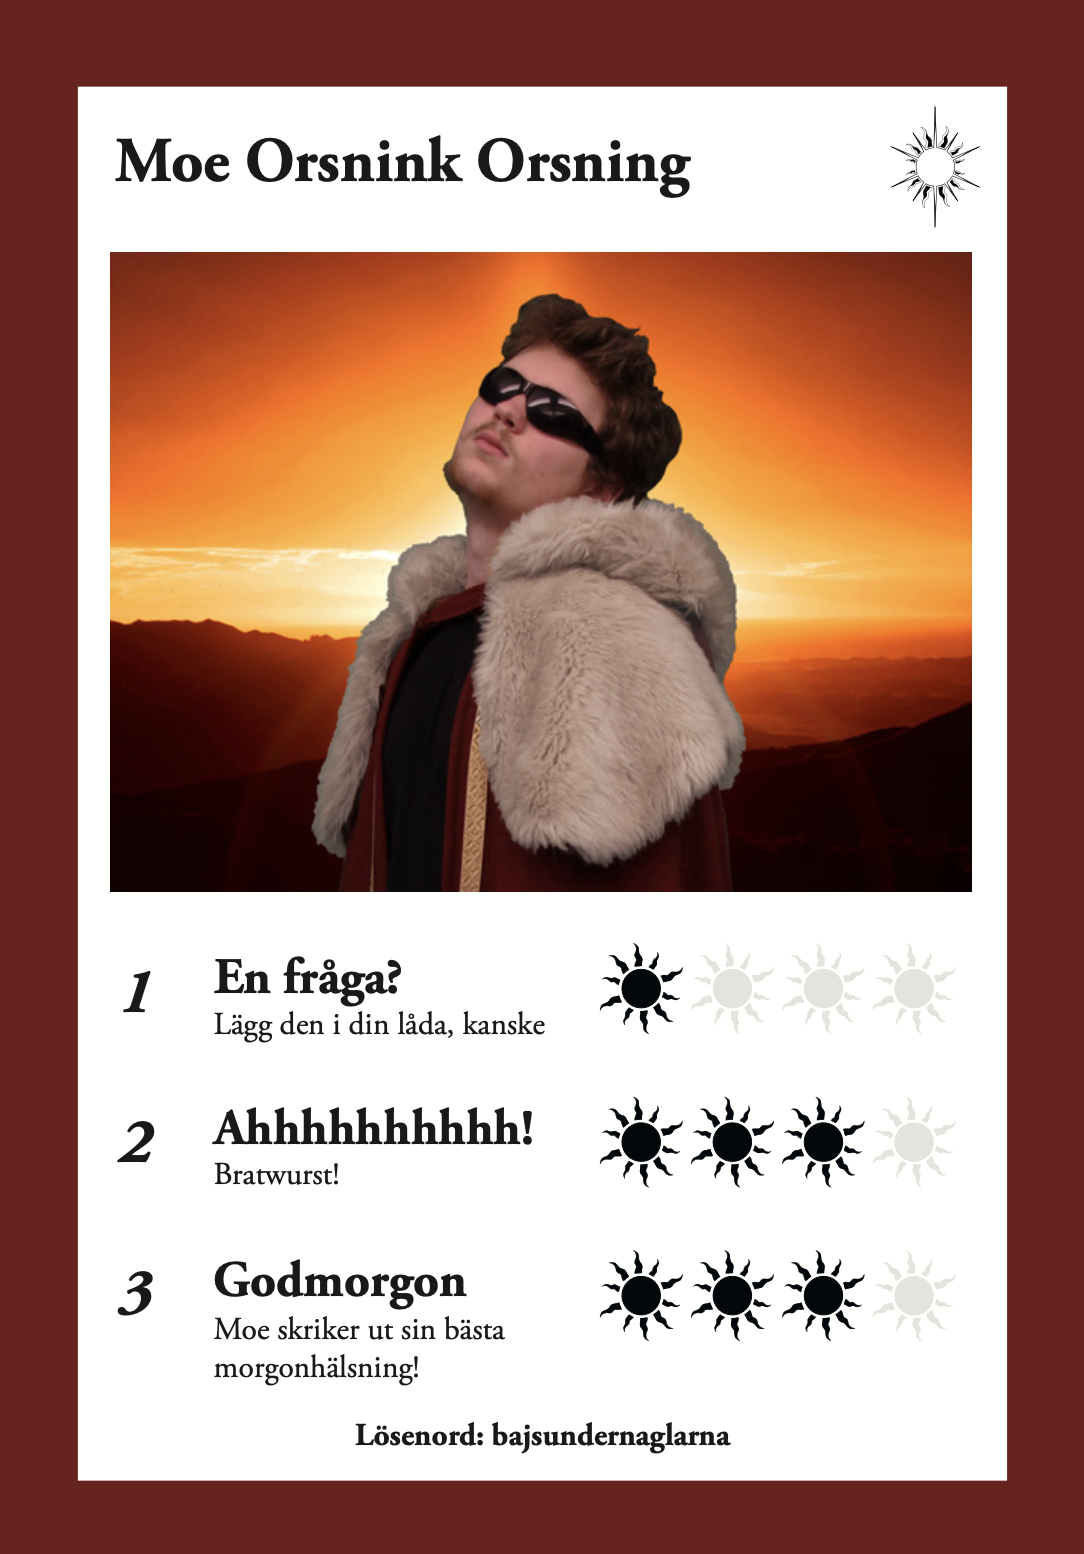 Moe Orsnink Orsning
1
En fråga?
Lägg den i din låda, kanske
2
Ahhhhhhhhhhh!
Bratwurst!
3
Godmorgon
Moe skriker ut sin bästa
morgonhälsning!
Lösenord: bajsundernaglarna